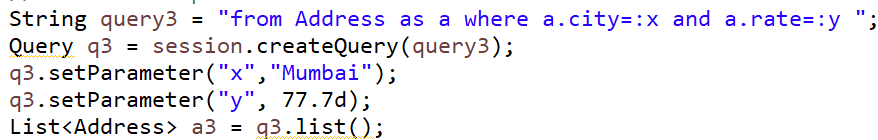 String query3 = "from Address as a where a.city=:x and a.rate=:y ";
Query q3 = session.createQuery(query3);
q3.setParameter("x","Mumbai");
q3.setParameter("y", 77.7d);
List<Address> a3 = q3.list();